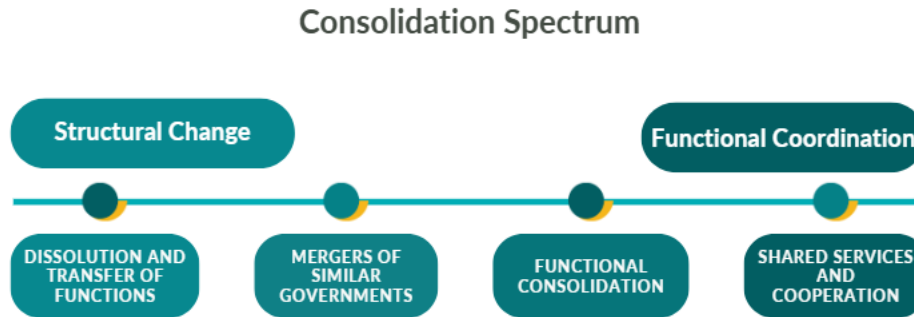 Consolidation Spectrum
Structural Change
Functional Coordination
DISSOLUTION AND
TRANSFER OF
FUNCTIONS
MERGERS OF
SIMILAR
GOVERNMENTS
FUNCTIONAL
CONSOLIDATION
SHARED SERVICES
AND
COOPERATION